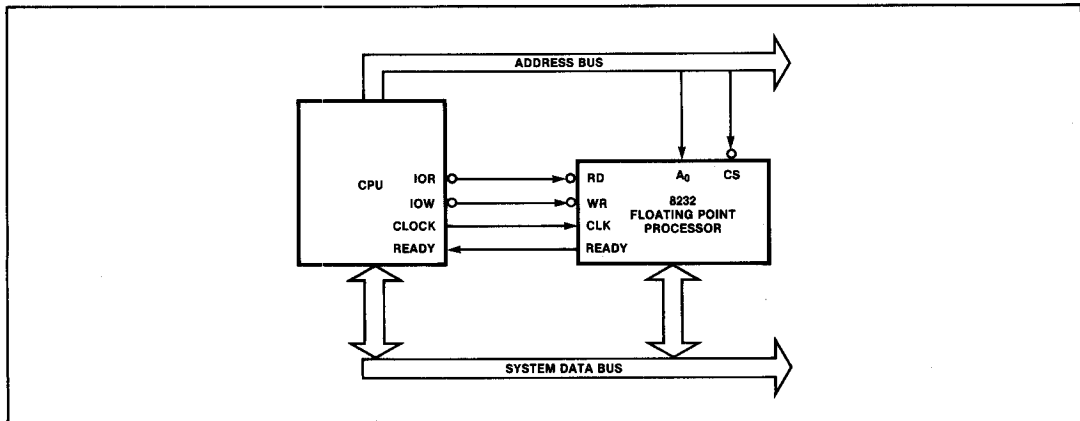 ADDRESS BUS
CPU
IOR
IOW
CLOCK
READY
RD
WR
CLK
READY
A0
CS
8232
FLOATING POINT
PROCESSOR
SYSTEM DATA BUS